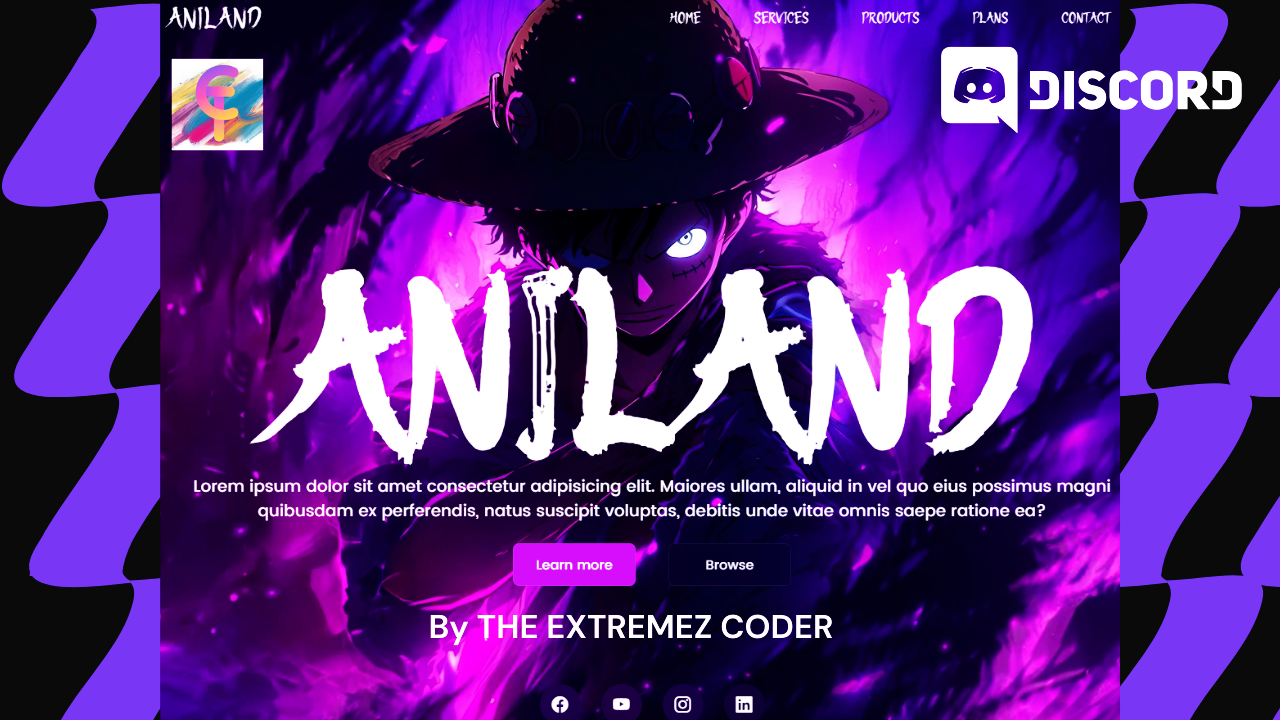 ANILAND
HOME SERVICES PRODUCTS PLANS CONTACT
DISCORD
ANILAND
Lorem ipsum dolor sit amet consectetur adipisicing elit. Maiores ullam, aliquid in vel quo eius possimus magni
quibusdam ex perferendis, natus suscipit voluptas, debitis unde vitae omnis saepe ratione ea?
Learn more Browse
By THE EXTREMEZ CODER
in